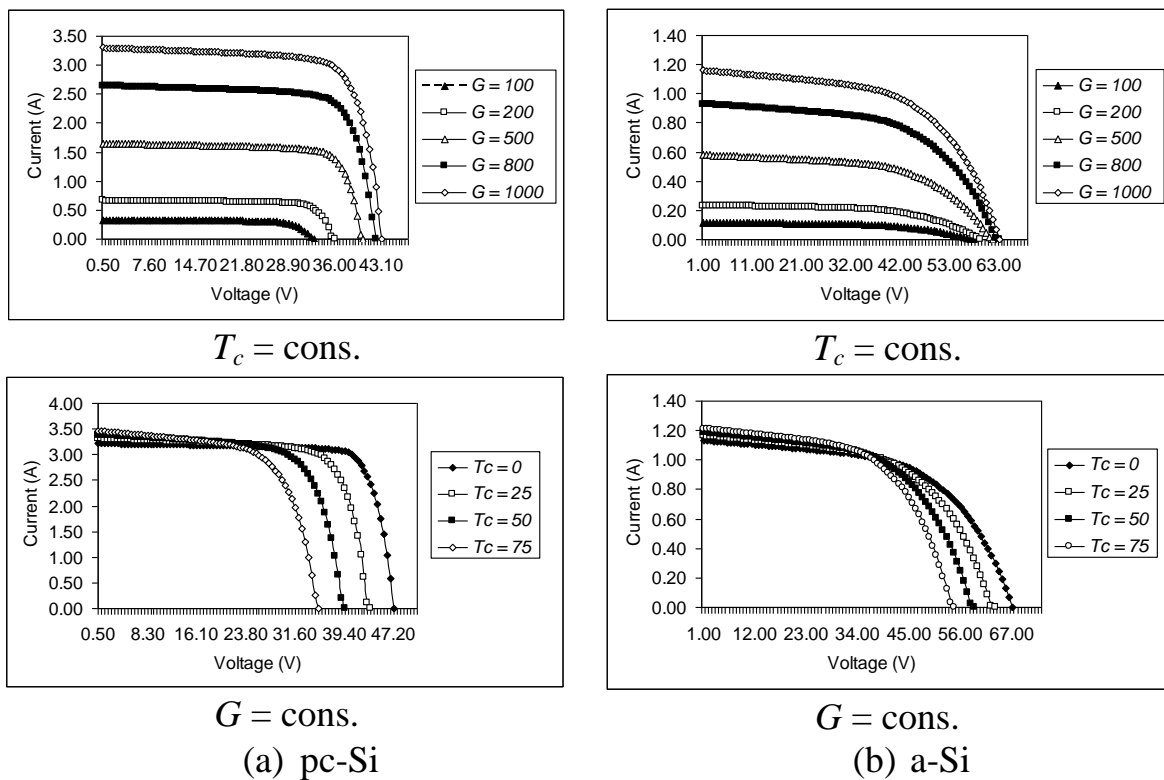 3.50
3.00
2.50
2.00
1.50
1.00
0.50
0.00
Current (A)
0.50 7.60 14.70 21.80 28.90 36.00 43.10
Voltage (V)
G = 100
G = 200
G = 500
G = 800
G = 1000
Tc = cons.
1.40
1.20
1.00
0.80
0.60
0.40
0.20
0.00
Current (A)
1.00 11.00 21.00 32.00 42.00 53.00 63.00
Voltage (V)
G = 100
G = 200
G = 500
G = 800
G = 1000
Tc = cons.
4.00
3.50
3.00
2.50
2.00
1.50
1.00
0.50
0.00
Current (A)
0.50 8.30 16.10 23.80 31.60 39.40 47.20
Voltage (V)
Tc = 0
Tc = 25
Tc = 50
Tc = 75
G = cons.
(a) pc-Si
1.40
1.20
1.00
0.80
0.60
0.40
0.20
0.00
Current (A)
1.00 12.00 23.00 34.00 45.00 56.00 67.00
Voltage (V)
Tc = 0
Tc = 25
Tc = 50
Tc = 75
G = cons.
(b) a-Si